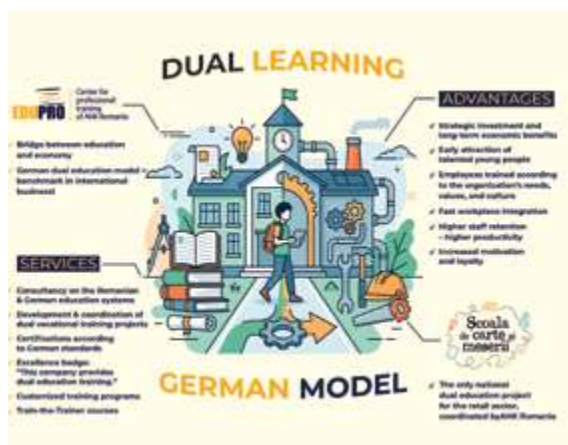 DUAL LEARNING
EDUPRO
Center for
professional
training
of AHK Romania
Bridge between education
and economy
German dual education model -
benchmark in international
business!
SERVICES
Consultancy on the Romanian
& German education systems
Development & coordination of
dual vocational training projects
Certifications according
to German standards
Excellence badge:
"This company provides
dual education training."
Customized training programs
Train-the-Trainer courses
ADVANTAGES
Strategic investment and
long-term economic benefits
Early attraction of
talented young people
Employees trained according
to the organization's needs,
values, and culture
Fast workplace integration
Higher staff retention
- higher productivity
Increased motivation
and loyalty
Școala
de carte și
meserii
The only national
dual education project
for the retail sector,
coordinated by AHK Romania
GERMAN MODEL